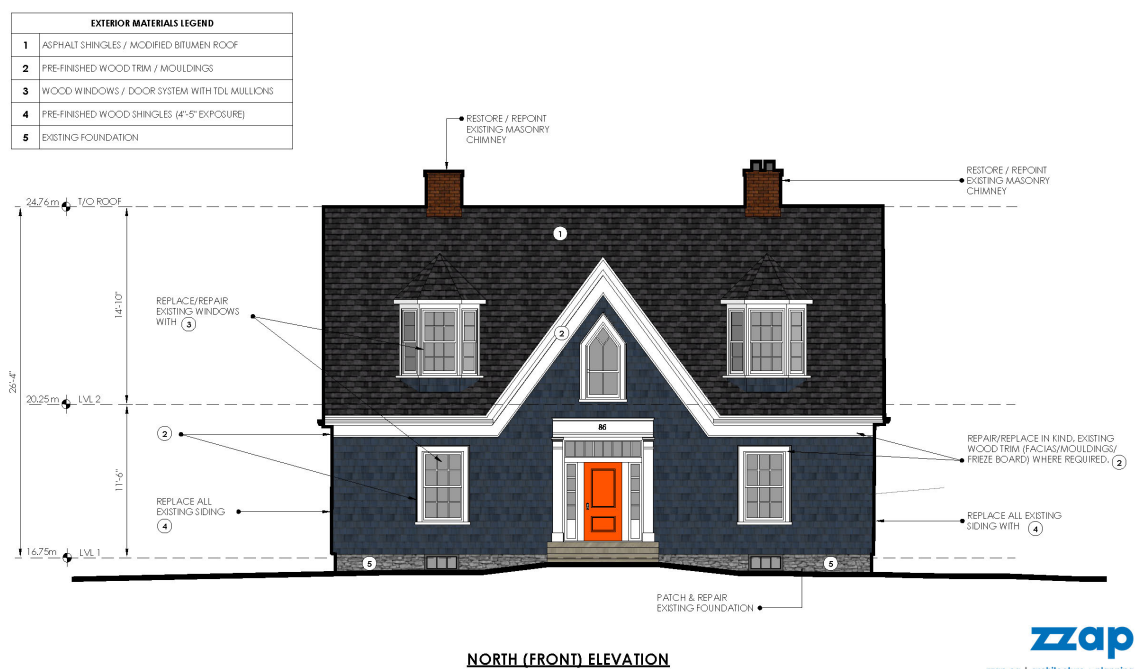 EXTERIOR MATERIALS LEGEND
1 ASPHALT SHINGLES / MODIFIED BITUMEN ROOF
2 PRE-FINISHED WOOD TRIM / MOULDINGS
3 WOOD WINDOWS / DOOR SYSTEM WITH TDL MULLIONS
4 PRE-FINISHED WOOD SHINGLES (4"-5" EXPOSURE)
5 EXISTING FOUNDATION
RESTORE / REPOINT
EXISTING MASONRY
CHIMNEY
RESTORE / REPOINT
EXISTING MASONRY
CHIMNEY
24.76m T/O ROOF
1
14'-10"
REPLACE/REPAIR
EXISTING WINDOWS
WITH 3
2
26'-4"
20.25m LVL 2
86
2
11'-6"
REPAIR/REPLACE IN KIND, EXISTING
WOOD TRIM (FACIAS/MOULDINGS/
FRIEZE BOARD) WHERE REQUIRED. 2
REPLACE ALL
EXISTING SIDING
4
REPLACE ALL EXISTING
SIDING WITH 4
16.75m LVL 1
5
5
PATCH & REPAIR
EXISTING FOUNDATION
NORTH (FRONT) ELEVATION
zzap